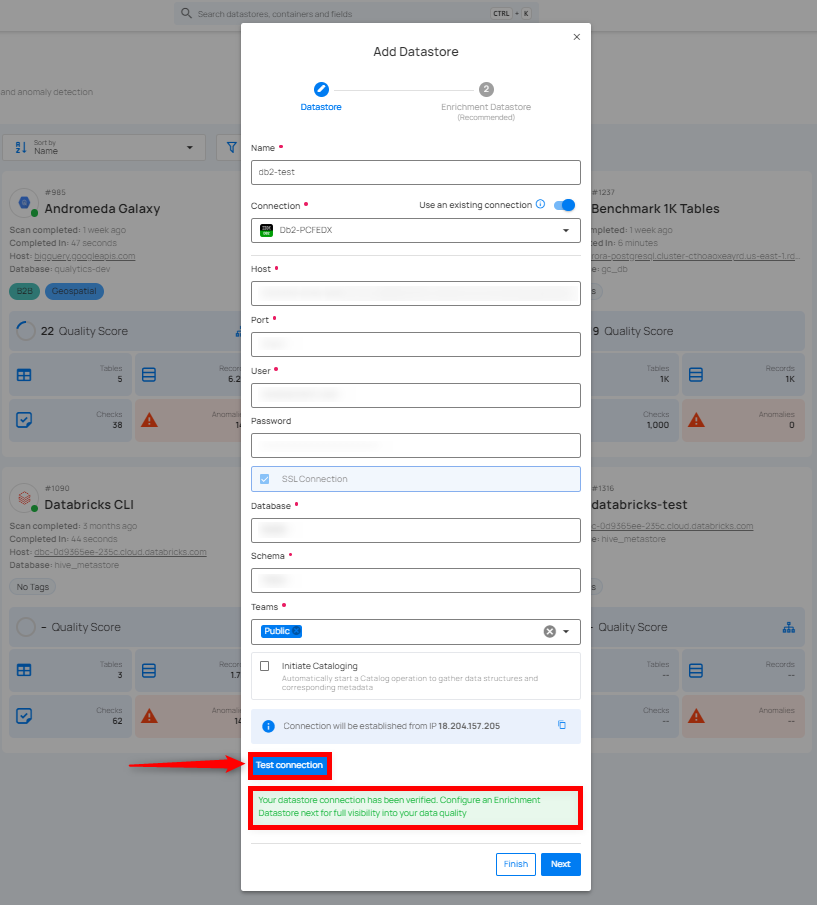 Search datastores, containers and fields
CTRL + K
Add Datastore
2
Datastore
Enrichment Datastore
(Recommended)
and anomaly detection
Sort by
Name
Name
db2-test
Connection
Use an existing connection
Db2-PCFEDX
Host
Port
User
Password
SSL Connection
Database
Schema
Teams
Public
Initiate Cataloging
Automatically start a Catalog operation to gather data structures and
corresponding metadata
Connection will be established from IP 18.204.157.205
Test connection
Your datastore connection has been verified. Configure an Enrichment
Datastore next for full visibility into your data quality
Finish
Next
#985
Andromeda Galaxy
Scan completed: 1 week ago
Completed In: 47 seconds
Host: bigquery.googleapis.com
Database: qualytics-dev
B2B
Geospatial
22 Quality Score
Tables
5
Records
6.2
Checks
38
Anomalies
14
#1237
Benchmark 1K Tables
completed: 1 week ago
ed In: 6 minutes
rora-postgresql.cluster-cthoaoxeayrd.us-east-1.rd...
e: gc_db
s
9 Quality Score
Tables
1K
Records
1K
Checks
1,000
Anomalies
0
#1090
Databricks CLI
Scan completed: 3 months ago
Completed In: 44 seconds
Host: dbc-0d9365ee-235c.cloud.databricks.com
Database: hive_metastore
No Tags
– Quality Score
Tables
3
Records
1.7
Checks
62
Anomalies
14
#1316
databricks-test
c-0d9365ee-235c.cloud.databricks.com
e: hive_metastore
s
– Quality Score
Tables
--
Records
--
Checks
--
Anomalies
--